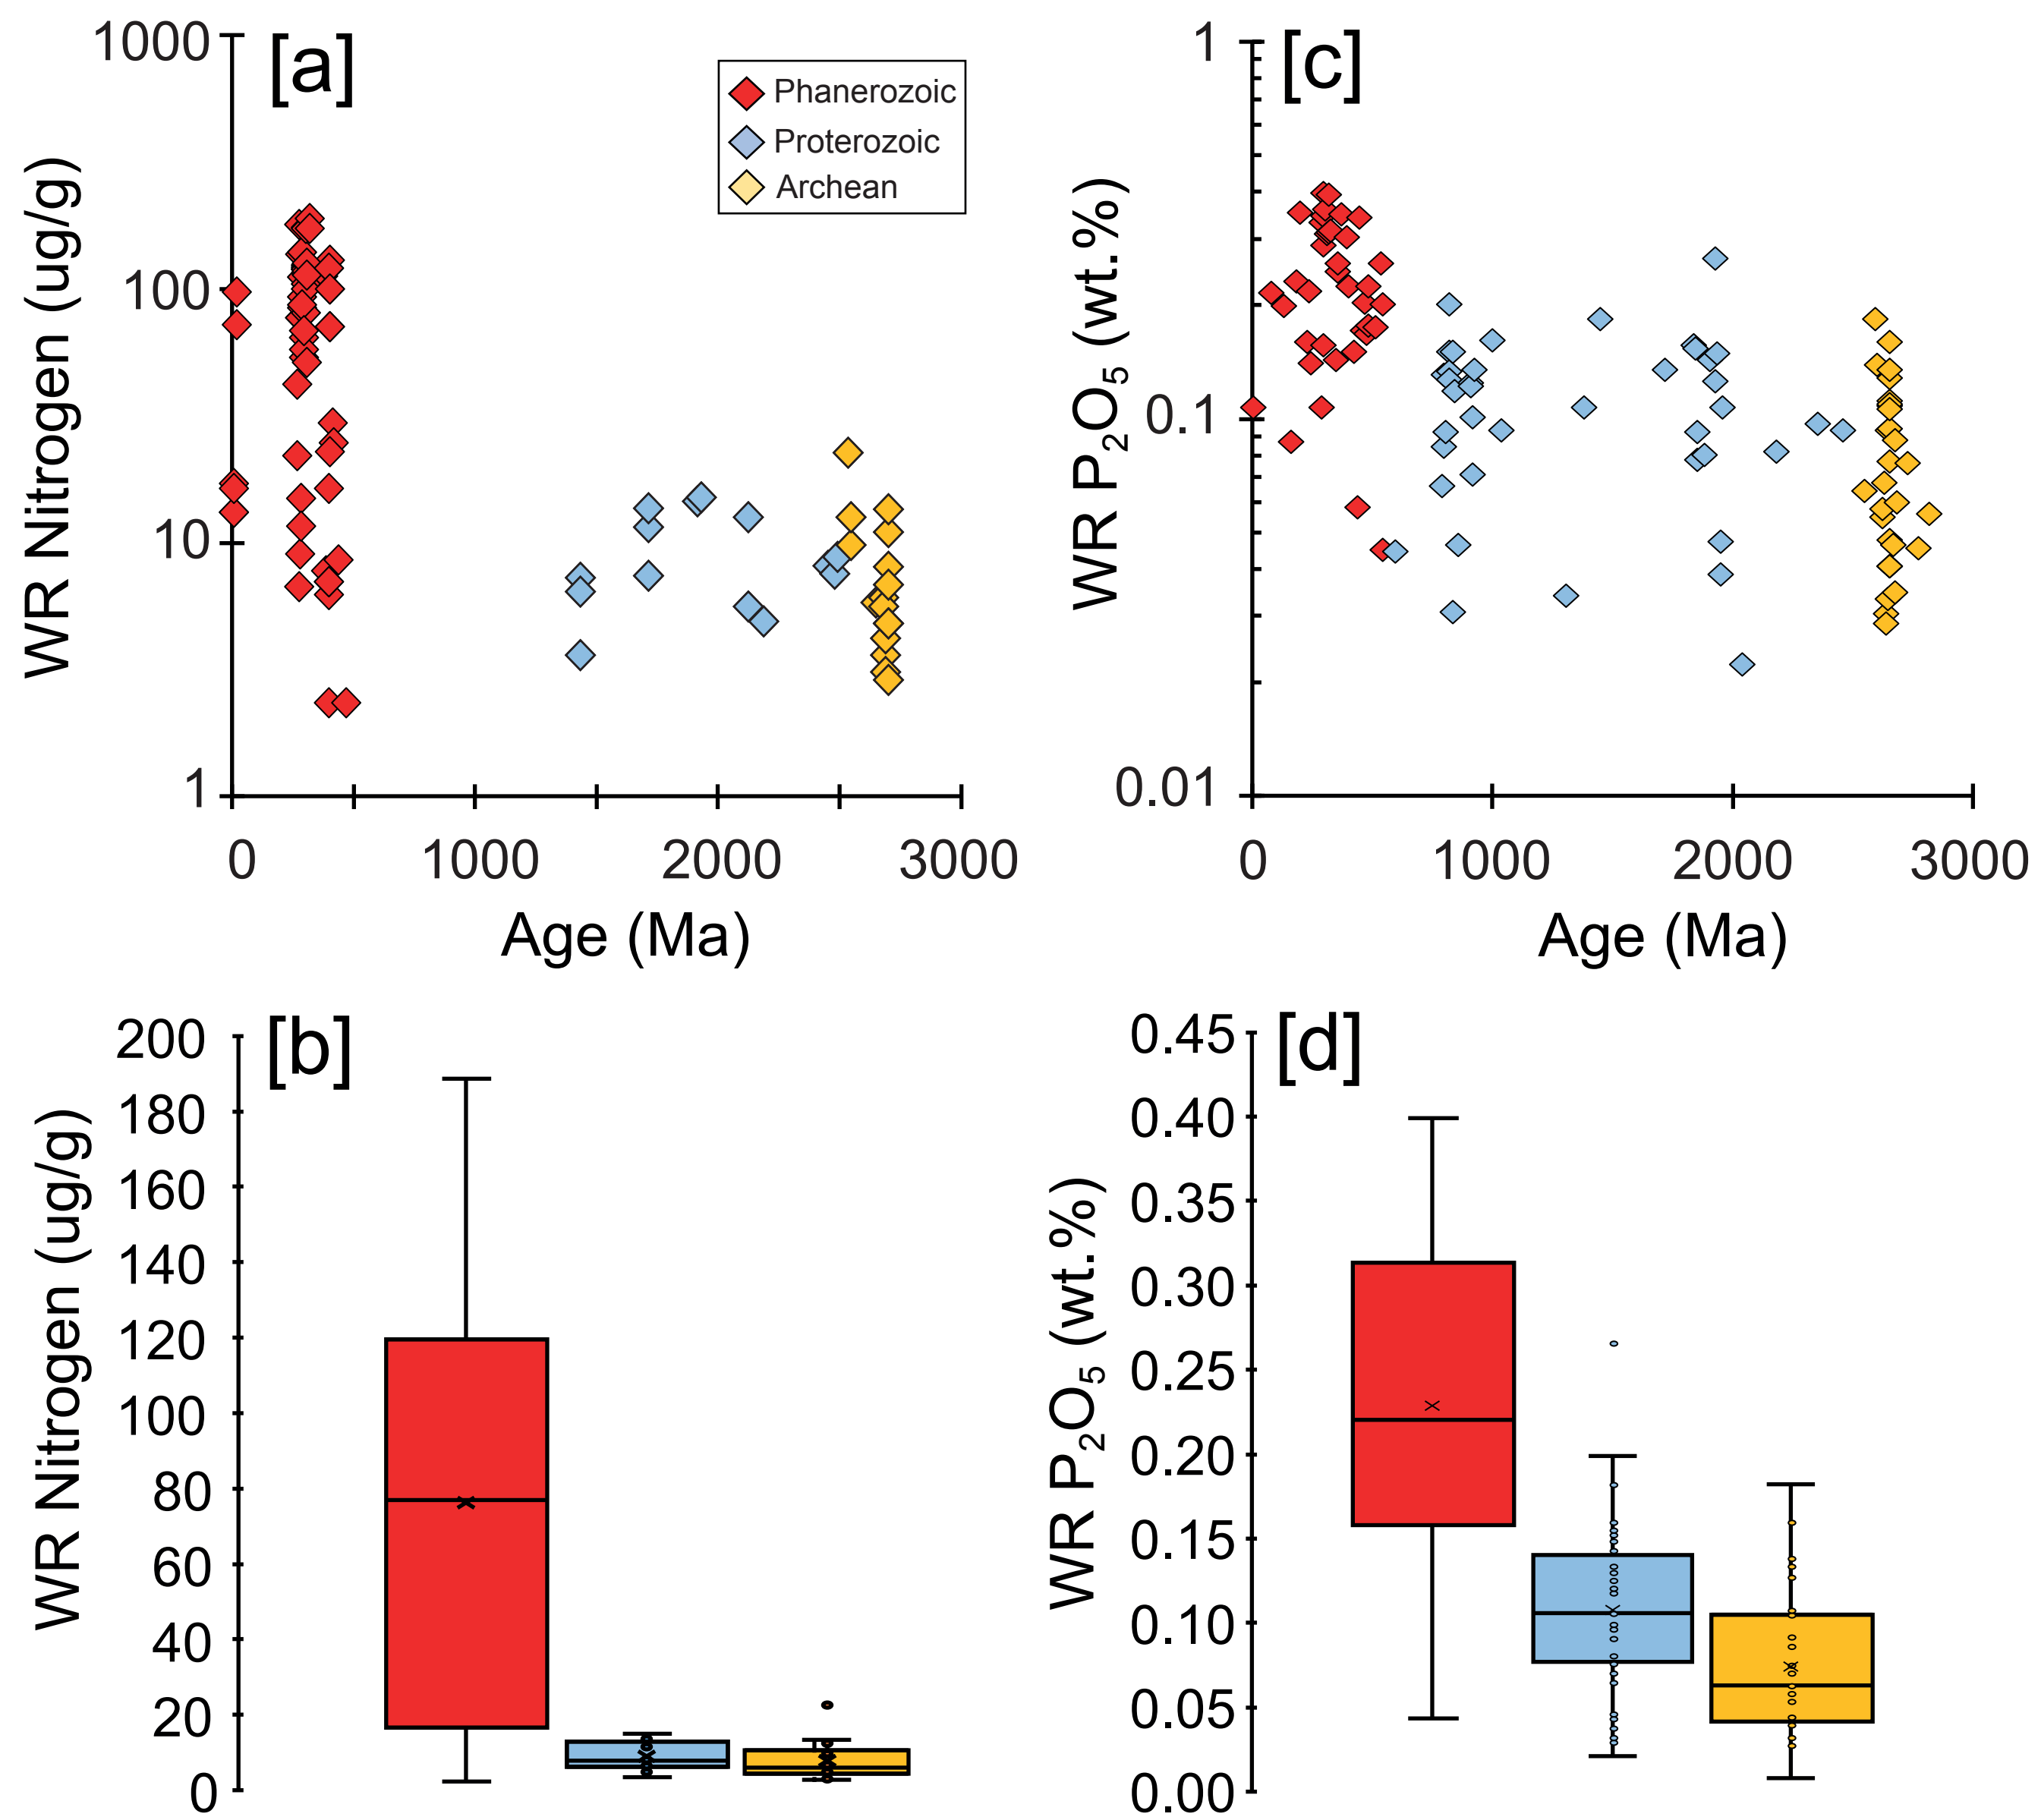 [a]
WR Nitrogen (ug/g)
1000
100
10
1
0 1000 2000 3000
Age (Ma)
Phanerozoic
Proterozoic
Archean
[c]
WR P2O5 (wt.%)
1
0.1
0.01
0 1000 2000 3000
Age (Ma)
[b]
WR Nitrogen (ug/g)
200
180
160
140
120
100
80
60
40
20
0
[d]
WR P2O5 (wt.%)
0.45
0.40
0.35
0.30
0.25
0.20
0.15
0.10
0.05
0.00